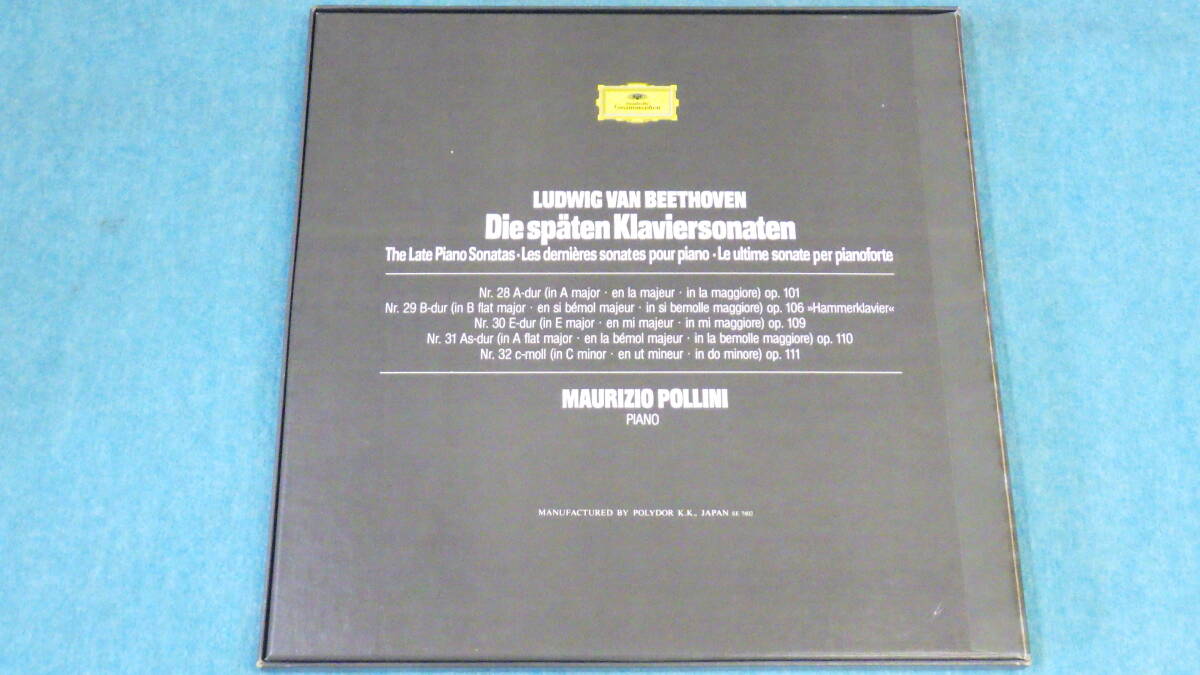 Deutsche
Grammophon
LUDWIG VAN BEETHOVEN
Die späten Klaviersonaten
The Late Piano Sonatas · Les dernières sonates pour piano · Le ultime sonate per pianoforte
Nr. 28 A-dur (in A major · en la majeur · in la maggiore) op. 101
Nr. 29 B-dur (in B flat major · en si bémol majeur · in si bemolle maggiore) op. 106 »Hammerklavier«
Nr. 30 E-dur (in E major · en mi majeur · in mi maggiore) op. 109
Nr. 31 As-dur (in A flat major · en la bémol majeur · in la bemolle maggiore) op. 110
Nr. 32 c-moll (in C minor · en ut mineur · in do minore) op. 111
MAURIZIO POLLINI
PIANO
MANUFACTURED BY POLYDOR K.K., JAPAN